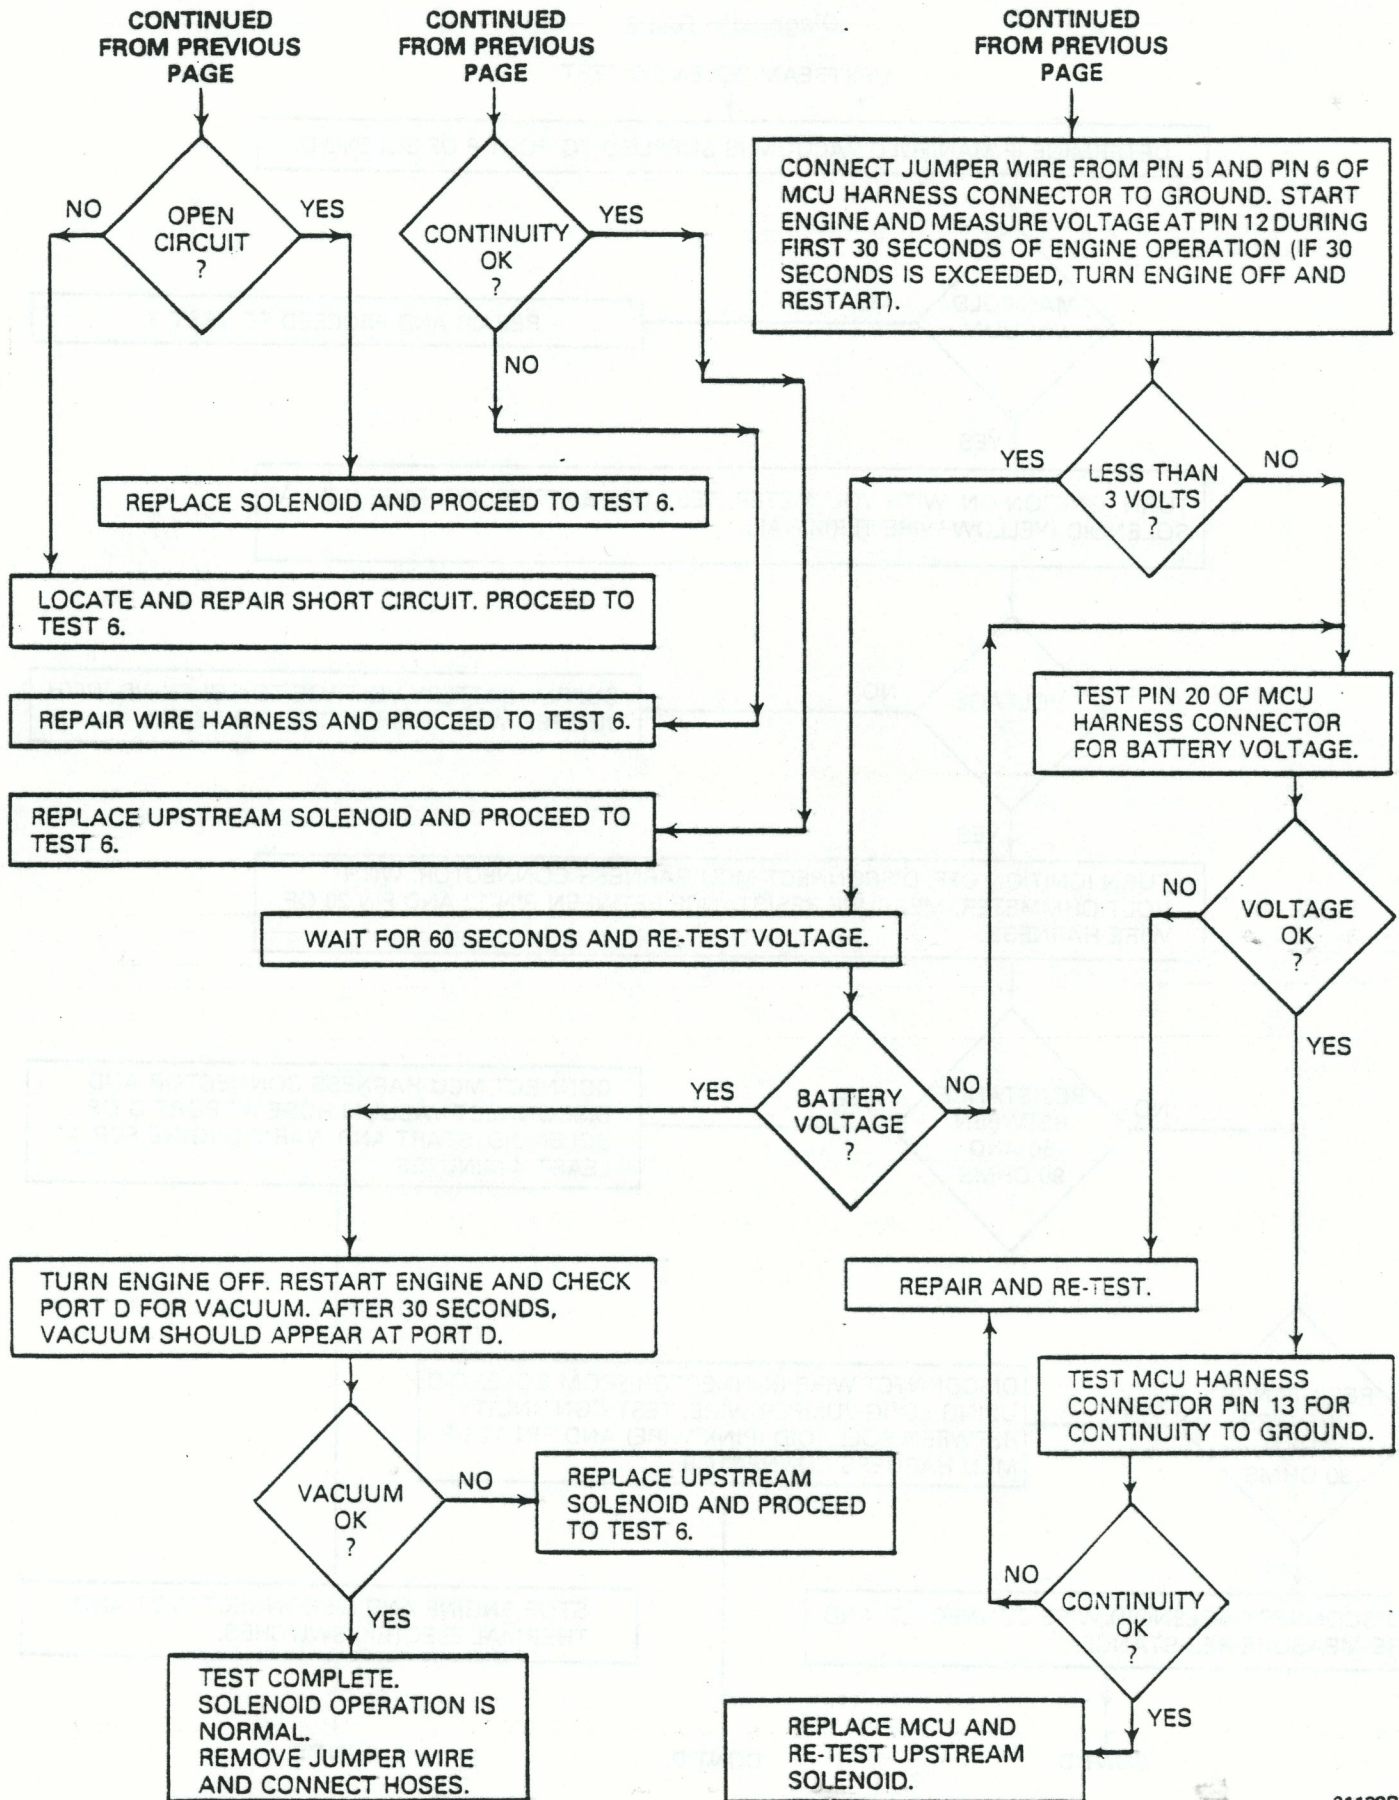 CONTINUED
FROM PREVIOUS
PAGE
CONTINUED
FROM PREVIOUS
PAGE
CONTINUED
FROM PREVIOUS
PAGE
OPEN
CIRCUIT
?
NO
YES
CONTINUITY
OK
?
YES
NO
CONNECT JUMPER WIRE FROM PIN 5 AND PIN 6 OF
MCU HARNESS CONNECTOR TO GROUND. START
ENGINE AND MEASURE VOLTAGE AT PIN 12 DURING
FIRST 30 SECONDS OF ENGINE OPERATION (IF 30
SECONDS IS EXCEEDED, TURN ENGINE OFF AND
RESTART).
YES
LESS THAN
3 VOLTS
?
NO
REPLACE SOLENOID AND PROCEED TO TEST 6.
LOCATE AND REPAIR SHORT CIRCUIT. PROCEED TO
TEST 6.
REPAIR WIRE HARNESS AND PROCEED TO TEST 6.
REPLACE UPSTREAM SOLENOID AND PROCEED TO
TEST 6.
TEST PIN 20 OF MCU
HARNESS CONNECTOR
FOR BATTERY VOLTAGE.
NO
VOLTAGE
OK
?
YES
WAIT FOR 60 SECONDS AND RE-TEST VOLTAGE.
YES
BATTERY
VOLTAGE
?
NO
TURN ENGINE OFF. RESTART ENGINE AND CHECK
PORT D FOR VACUUM. AFTER 30 SECONDS,
VACUUM SHOULD APPEAR AT PORT D.
REPAIR AND RE-TEST.
TEST MCU HARNESS
CONNECTOR PIN 13 FOR
CONTINUITY TO GROUND.
VACUUM
OK
?
NO
YES
REPLACE UPSTREAM
SOLENOID AND PROCEED
TO TEST 6.
NO
CONTINUITY
OK
?
YES
TEST COMPLETE.
SOLENOID OPERATION IS
NORMAL.
REMOVE JUMPER WIRE
AND CONNECT HOSES.
REPLACE MCU AND
RE-TEST UPSTREAM
SOLENOID.